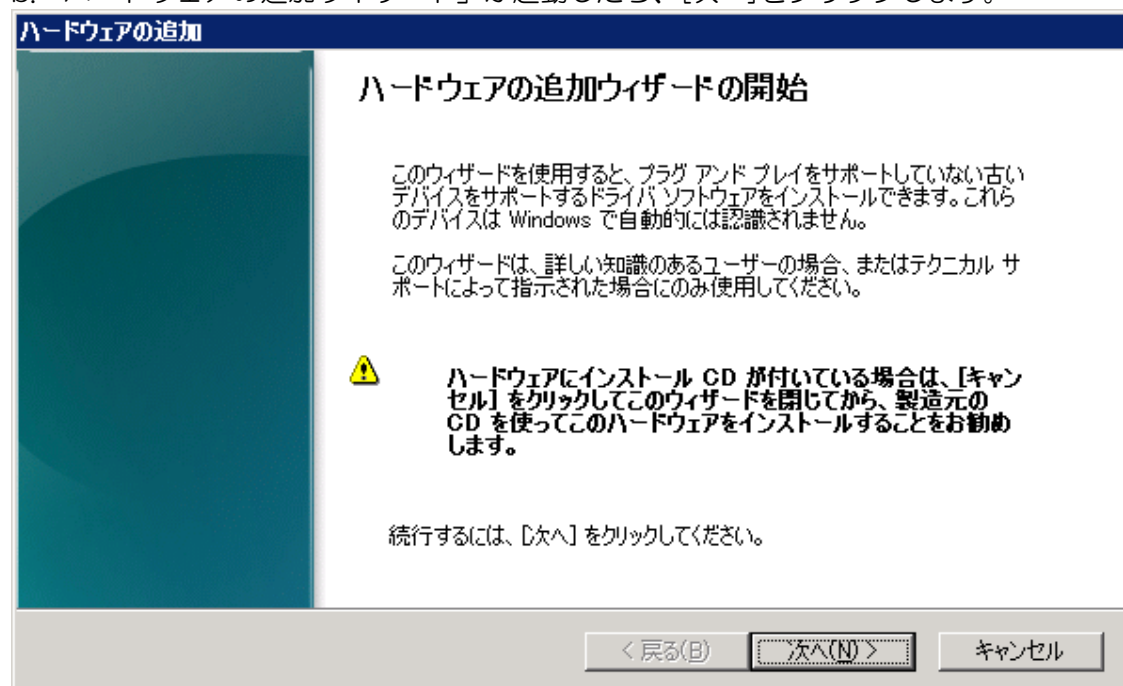 ハードウェアの追加
ハードウェアの追加ウィザードの開始
このウィザードを使用すると、プラグ アンド プレイをサポートしていない古い
デバイスをサポートするドライバ ソフトウェアをインストールできます。これら
のデバイスは Windows で自動的には認識されません。
このウィザードは、詳しい知識のあるユーザーの場合、またはテクニカル サ
ポートによって指示された場合にのみ使用してください。
ハードウェアにインストール CD が付いている場合は、[キャン
セル] をクリックしてこのウィザードを閉じてから、製造元の
CD を使ってこのハードウェアをインストールすることをお勧め
します。
続行するには、[次へ] をクリックしてください。
< 戻る(B) 次へ(N) > キャンセル